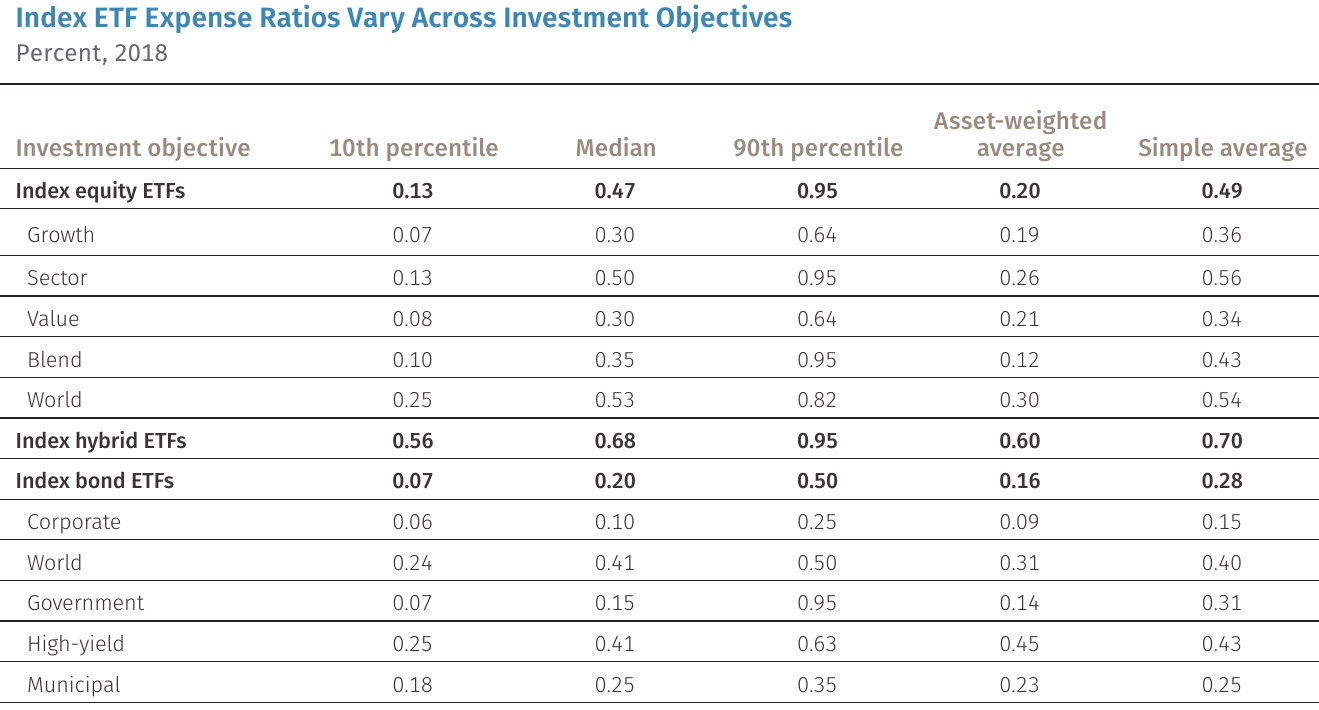 Index ETF Expense Ratios Vary Across Investment Objectives
Percent, 2018
Investment objective 10th percentile Median 90th percentile Asset-weighted average Simple average
Index equity ETFs 0.13 0.47 0.95 0.20 0.49
Growth 0.07 0.30 0.64 0.19 0.36
Sector 0.13 0.50 0.95 0.26 0.56
Value 0.08 0.30 0.64 0.21 0.34
Blend 0.10 0.35 0.95 0.12 0.43
World 0.25 0.53 0.82 0.30 0.54
Index hybrid ETFs 0.56 0.68 0.95 0.60 0.70
Index bond ETFs 0.07 0.20 0.50 0.16 0.28
Corporate 0.06 0.10 0.25 0.09 0.15
World 0.24 0.41 0.50 0.31 0.40
Government 0.07 0.15 0.95 0.14 0.31
High-yield 0.25 0.41 0.63 0.45 0.43
Municipal 0.18 0.25 0.35 0.23 0.25